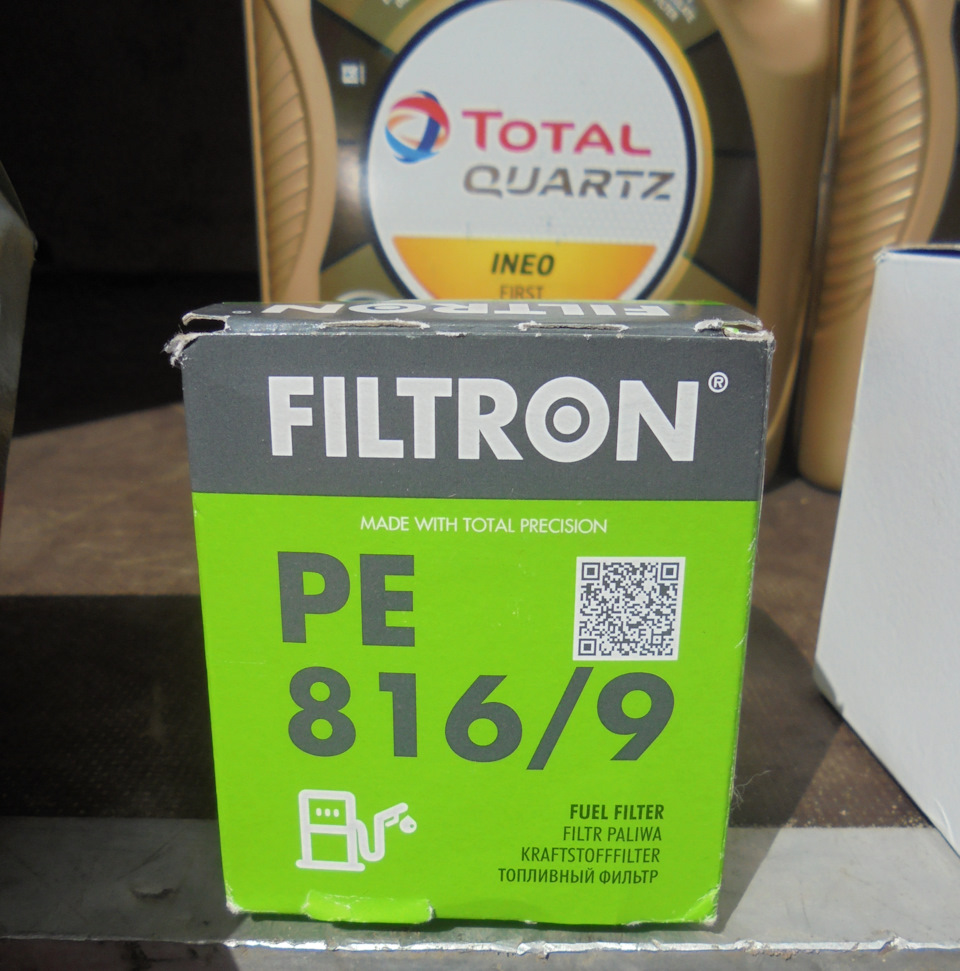 TOTAL
QUARTZ
INEO
FIRST
FILTRON
FILTRON®
MADE WITH TOTAL PRECISION
PE
816/9
FUEL FILTER
FILTR PALIWA
KRAFTSTOFFFILTER
ТОПЛИВНЫЙ ФИЛЬТР